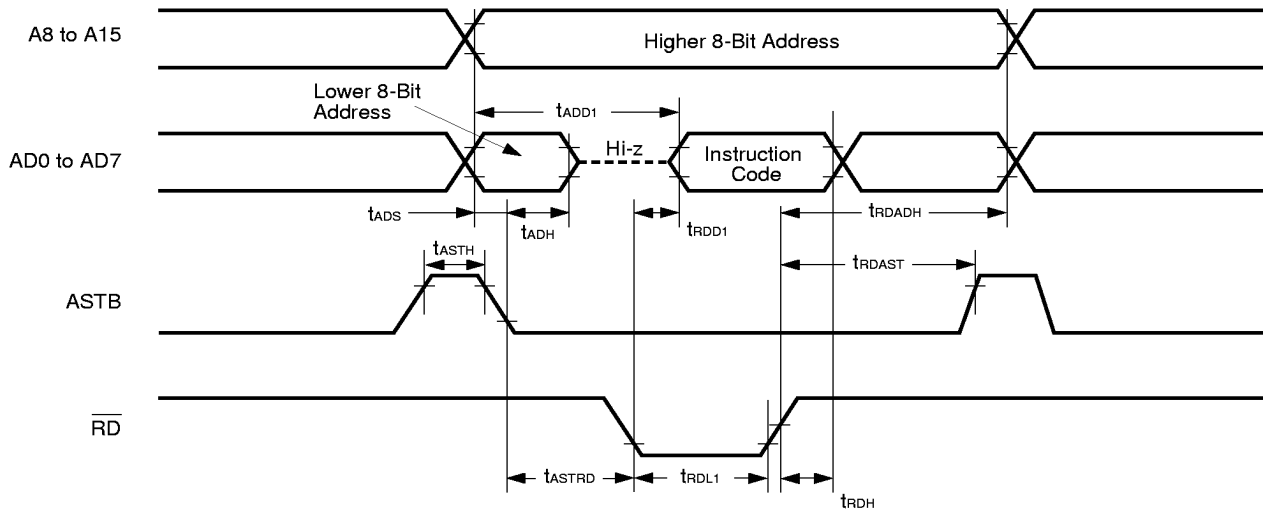 A8 to A15
Higher 8-Bit Address
Lower 8-Bit
Address
tADD1
AD0 to AD7
Hi-z
Instruction
Code
tADS
tADH
tRDD1
tRDADH
tASTH
tRDAST
ASTB
RD
tASTRD
tRDL1
tRDH